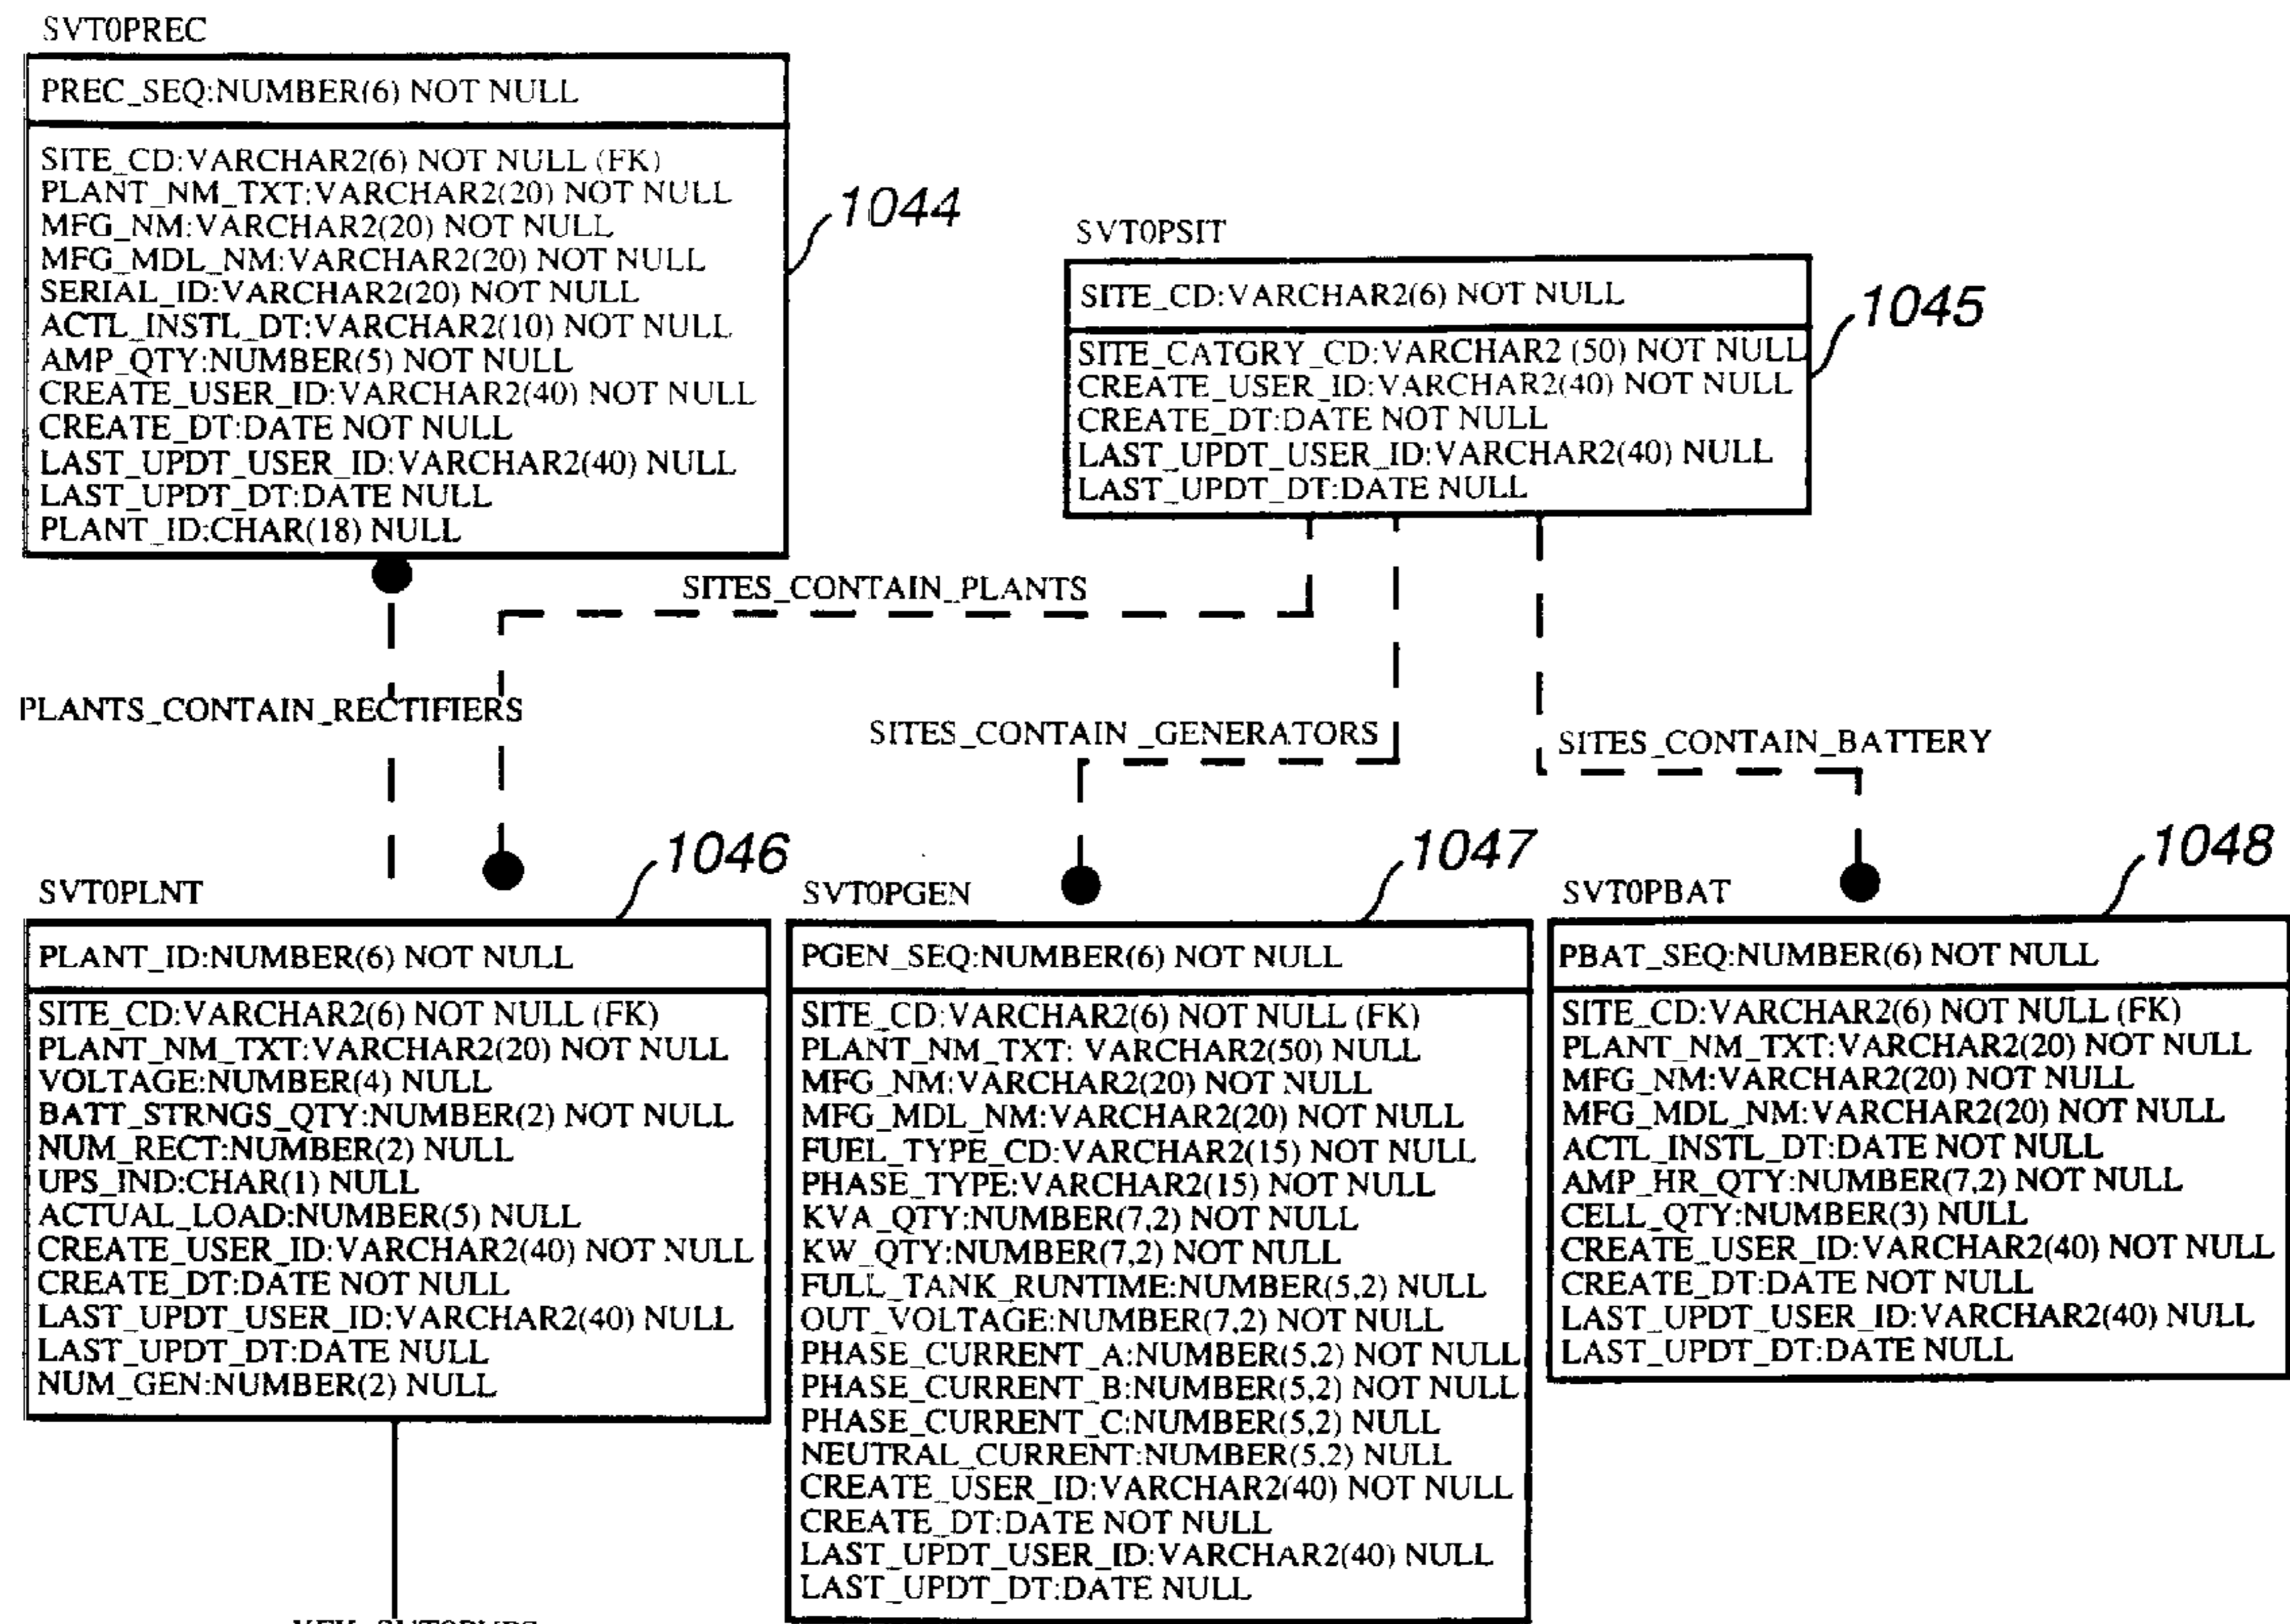 SVT0PREC
PREC_SEQ:NUMBER(6) NOT NULL
SITE_CD:VARCHAR2(6) NOT NULL (FK)
PLANT_NM_TXT:VARCHAR2(20) NOT NULL
MFG_NM:VARCHAR2(20) NOT NULL
MFG_MDL_NM:VARCHAR2(20) NOT NULL
SERIAL_ID:VARCHAR2(20) NOT NULL
ACTL_INSTL_DT:VARCHAR2(10) NOT NULL
AMP_QTY:NUMBER(5) NOT NULL
CREATE_USER_ID:VARCHAR2(40) NOT NULL
CREATE_DT:DATE NOT NULL
LAST_UPDT_USER_ID:VARCHAR2(40) NULL
LAST_UPDT_DT:DATE NULL
PLANT_ID:CHAR(18) NULL
1044
SVT0PSIT
SITE_CD:VARCHAR2(6) NOT NULL
SITE_CATGRY_CD:VARCHAR2 (50) NOT NULL
CREATE_USER_ID:VARCHAR2(40) NOT NULL
CREATE_DT:DATE NOT NULL
LAST_UPDT_USER_ID:VARCHAR2(40) NULL
LAST_UPDT_DT:DATE NULL
1045
SITES_CONTAIN_PLANTS
PLANTS_CONTAIN_RECTIFIERS
SITES_CONTAIN _GENERATORS
SITES_CONTAIN_BATTERY
SVT0PLNT
1046
PLANT_ID:NUMBER(6) NOT NULL
SITE_CD:VARCHAR2(6) NOT NULL (FK)
PLANT_NM_TXT:VARCHAR2(20) NOT NULL
VOLTAGE:NUMBER(4) NULL
BATT_STRNGS_QTY:NUMBER(2) NOT NULL
NUM_RECT:NUMBER(2) NULL
UPS_IND:CHAR(1) NULL
ACTUAL_LOAD:NUMBER(5) NULL
CREATE_USER_ID:VARCHAR2(40) NOT NULL
CREATE_DT:DATE NOT NULL
LAST_UPDT_USER_ID:VARCHAR2(40) NULL
LAST_UPDT_DT:DATE NULL
NUM_GEN:NUMBER(2) NULL
SVT0PGEN
1047
PGEN_SEQ:NUMBER(6) NOT NULL
SITE_CD:VARCHAR2(6) NOT NULL (FK)
PLANT_NM_TXT: VARCHAR2(50) NULL
MFG_NM:VARCHAR2(20) NOT NULL
MFG_MDL_NM:VARCHAR2(20) NOT NULL
FUEL_TYPE_CD:VARCHAR2(15) NOT NULL
PHASE_TYPE:VARCHAR2(15) NOT NULL
KVA_QTY:NUMBER(7,2) NOT NULL
KW_QTY:NUMBER(7,2) NOT NULL
FULL_TANK_RUNTIME:NUMBER(5,2) NULL
OUT_VOLTAGE:NUMBER(7,2) NOT NULL
PHASE_CURRENT_A:NUMBER(5,2) NOT NULL
PHASE_CURRENT_B:NUMBER(5,2) NOT NULL
PHASE_CURRENT_C:NUMBER(5,2) NULL
NEUTRAL_CURRENT:NUMBER(5,2) NULL
CREATE_USER_ID:VARCHAR2(40) NOT NULL
CREATE_DT:DATE NOT NULL
LAST_UPDT_USER_ID:VARCHAR2(40) NULL
LAST_UPDT_DT:DATE NULL
SVT0PBAT
1048
PBAT_SEQ:NUMBER(6) NOT NULL
SITE_CD:VARCHAR2(6) NOT NULL (FK)
PLANT_NM_TXT:VARCHAR2(20) NOT NULL
MFG_NM:VARCHAR2(20) NOT NULL
MFG_MDL_NM:VARCHAR2(20) NOT NULL
ACTL_INSTL_DT:DATE NOT NULL
AMP_HR_QTY:NUMBER(7,2) NOT NULL
CELL_QTY:NUMBER(3) NULL
CREATE_USER_ID:VARCHAR2(40) NOT NULL
CREATE_DT:DATE NOT NULL
LAST_UPDT_USER_ID:VARCHAR2(40) NULL
LAST_UPDT_DT:DATE NULL